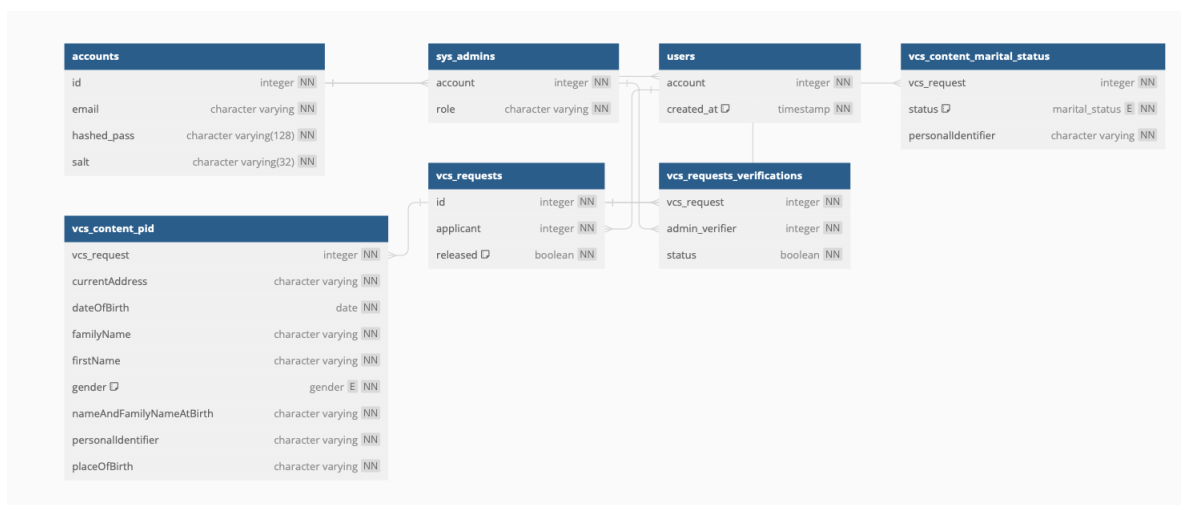 accounts
id integer NN
email character varying NN
hashed_pass character varying(128) NN
salt character varying(32) NN
sys_admins
account integer NN
role character varying NN
users
account integer NN
created_at timestamp NN
vcs_content_marital_status
vcs_request integer NN
status marital_status E NN
personalIdentifier character varying NN
vcs_requests
id integer NN
applicant integer NN
released boolean NN
vcs_requests_verifications
vcs_request integer NN
admin_verifier integer NN
status boolean NN
vcs_content_pid
vcs_request integer NN
currentAddress character varying NN
dateOfBirth date NN
familyName character varying NN
firstName character varying NN
gender gender E NN
nameAndFamilyNameAtBirth character varying NN
personalIdentifier character varying NN
placeOfBirth character varying NN